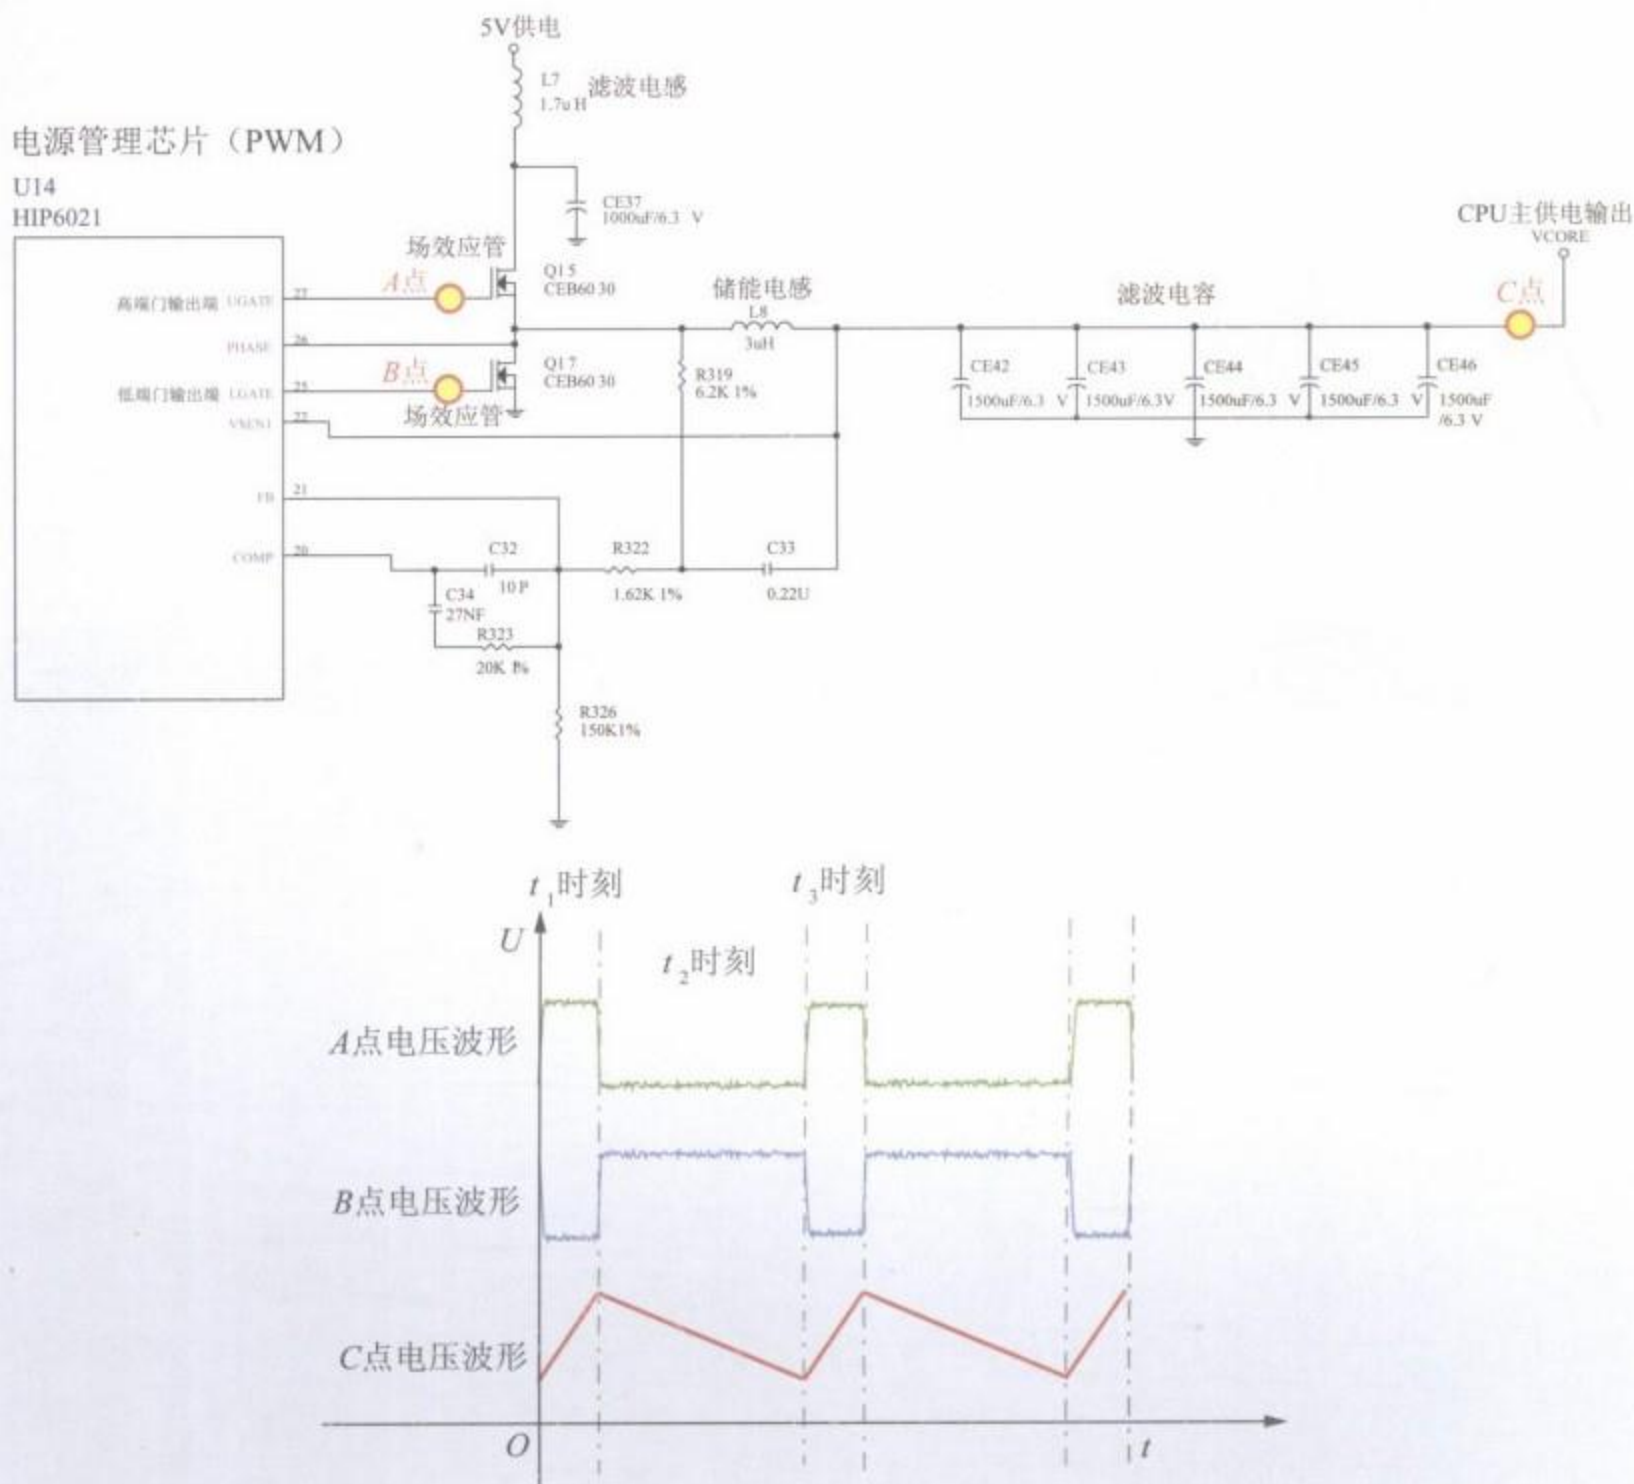 5V供电
L7
1.7uH
滤波电感
电源管理芯片（PWM）
U14
HIP6021
CE37
1000uF/6.3 V
CPU主供电输出
VCORE
场效应管
A点
Q15
CEB6030
储能电感
L8
3uH
滤波电容
C点
高端门输出端 UGATE 27
PHASE 26
B点
Q17
CEB6030
R319
6.2K 1%
低端门输出端 LGATE
场效应管
VSEN1 22
CE42
1500uF/6.3 V
CE43
1500uF/6.3V
CE44
1500uF/6.3 V
CE45
1500uF/6.3 V
CE46
1500uF
/6.3 V
FB 21
COMP 20
C32
10P
R322
1.62K 1%
C33
0.22U
C34
27NF
R323
20K 1%
R326
150K1%
t1时刻
t3时刻
U
t2时刻
A点电压波形
B点电压波形
C点电压波形
O
t